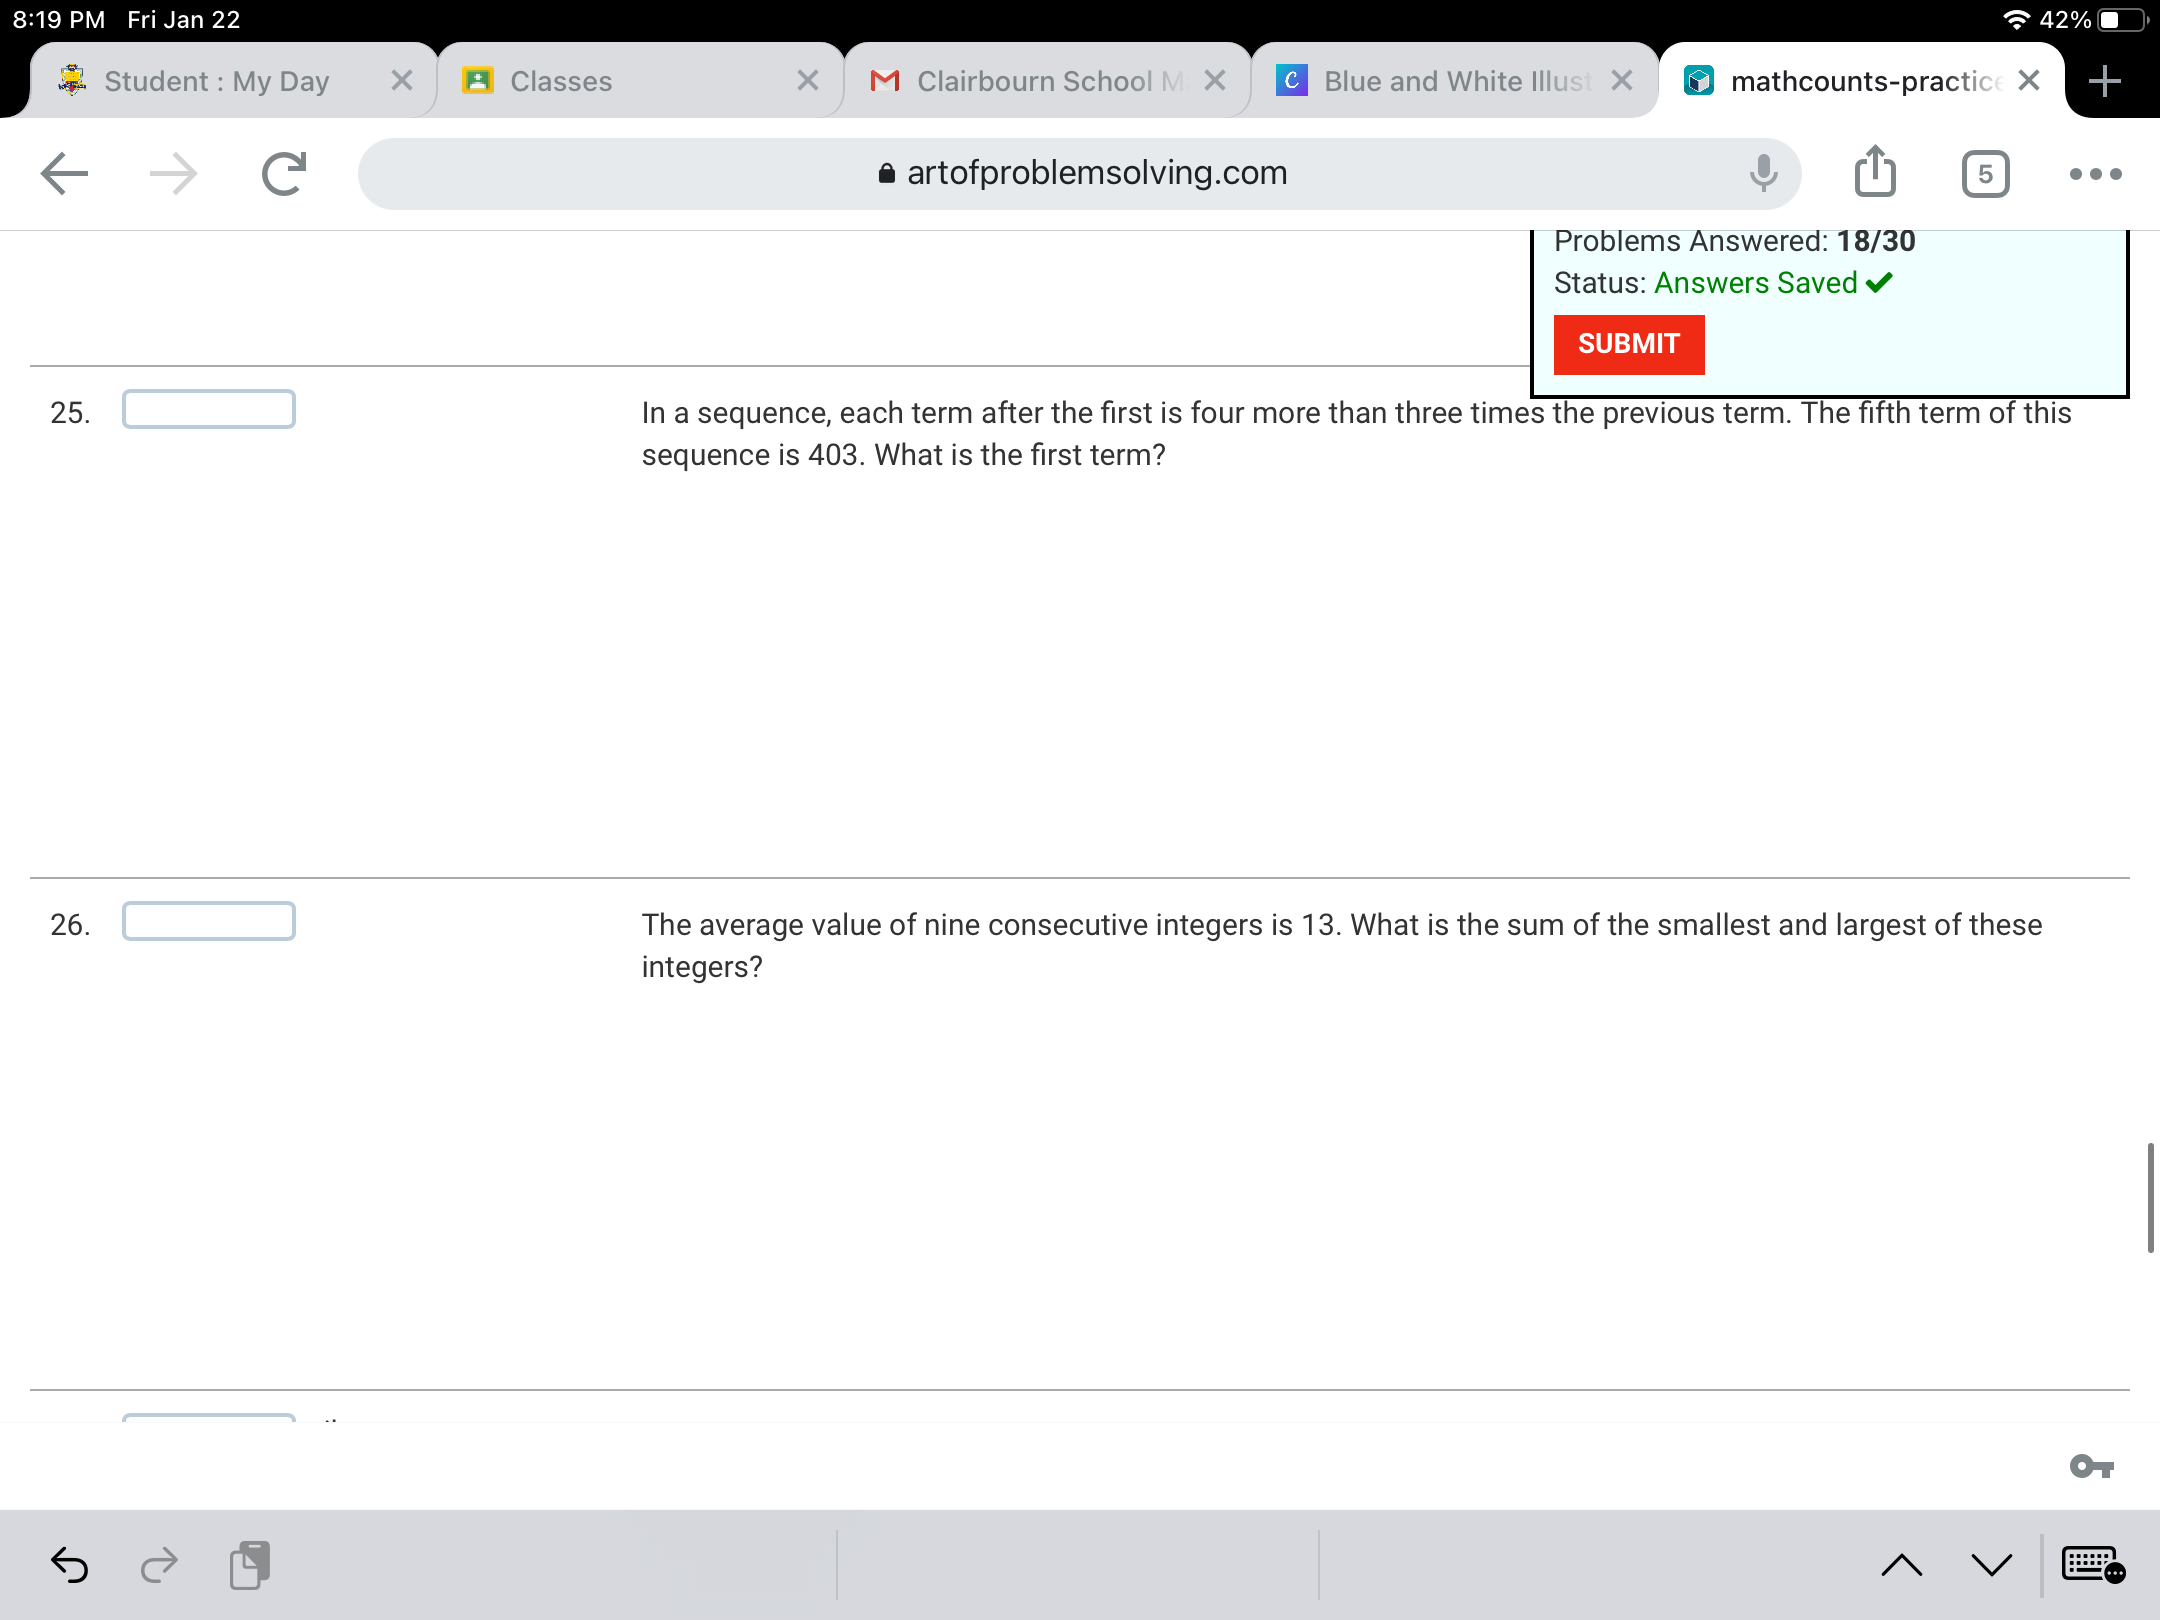 8:19 PM Fri Jan 22
42%
Student : My Day
Classes
Clairbourn School M
Blue and White Illust
mathcounts-practice
artofproblemsolving.com
5
Problems Answered: 18/30
Status: Answers Saved
SUBMIT
25.
In a sequence, each term after the first is four more than three times the previous term. The fifth term of this
sequence is 403. What is the first term?
26.
The average value of nine consecutive integers is 13. What is the sum of the smallest and largest of these
integers?